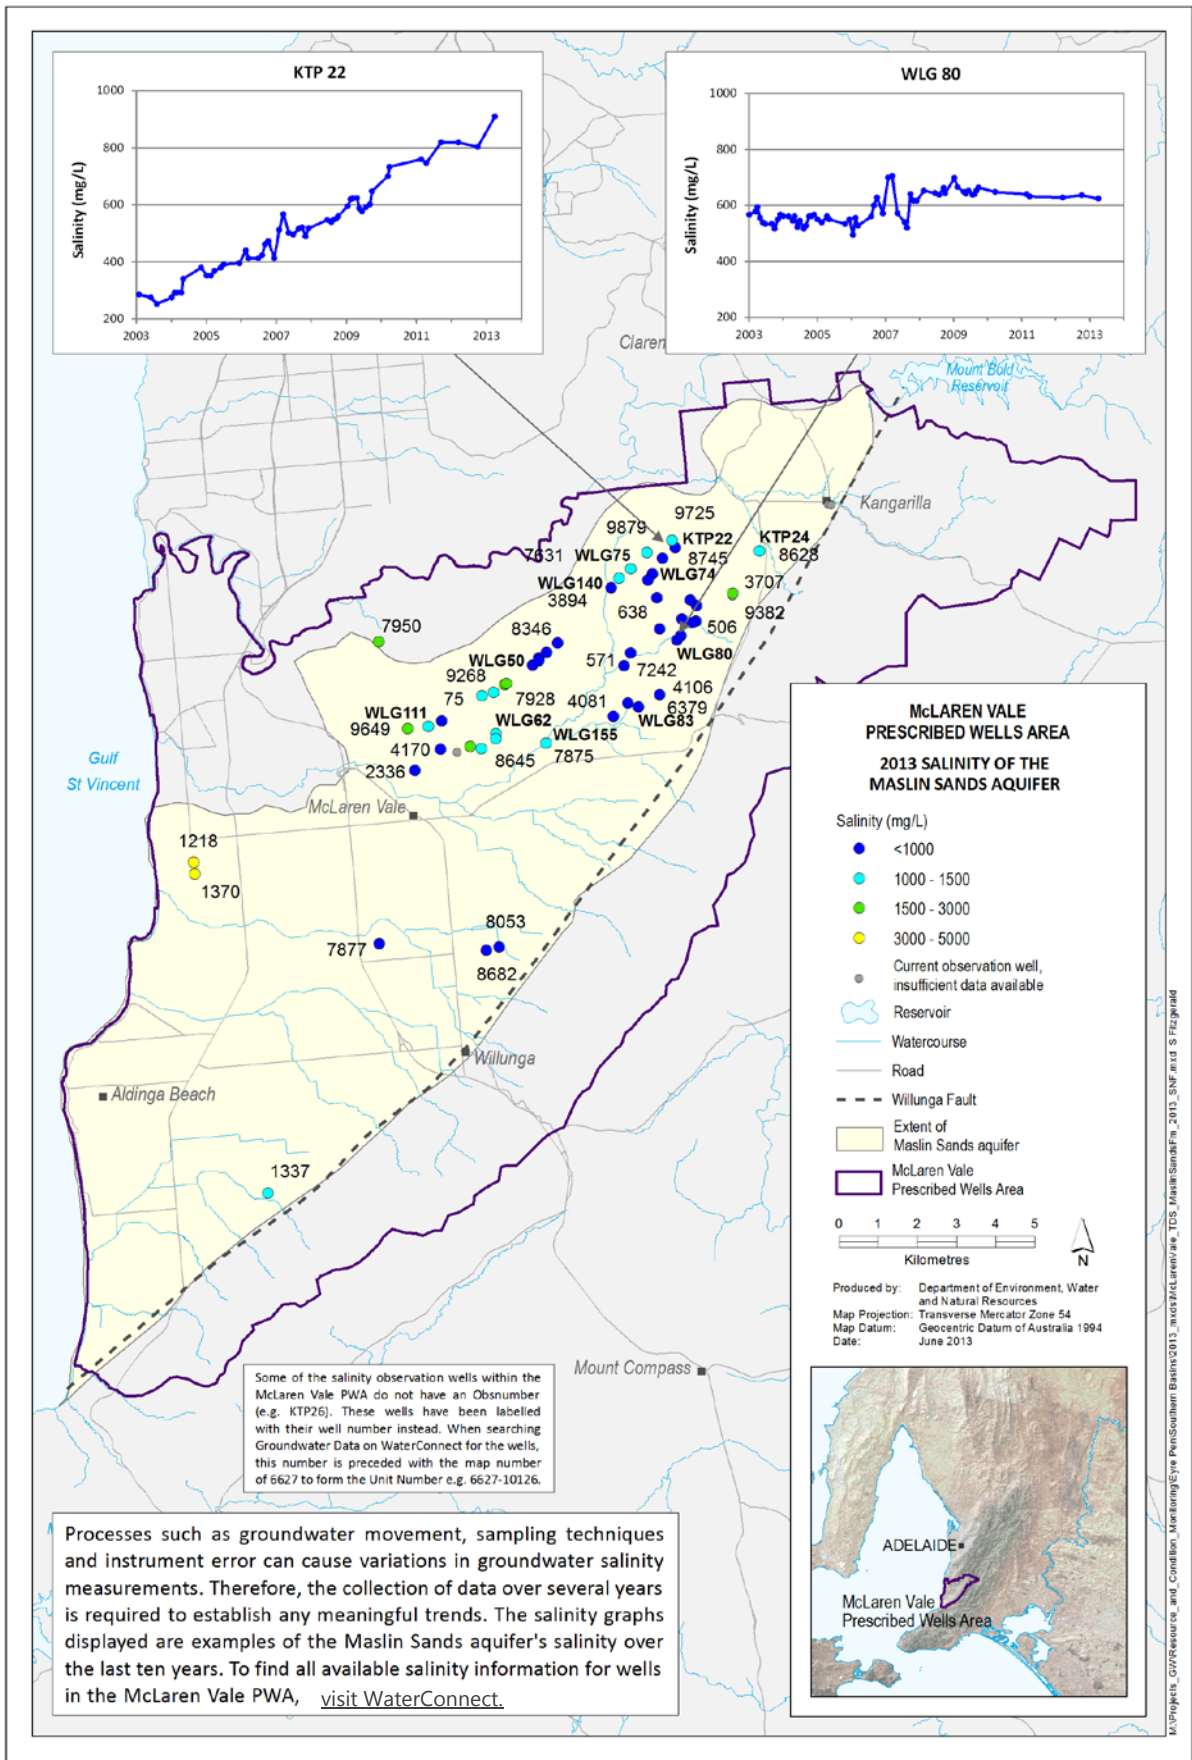 KTP 22
1000
800
600
400
200
Salinity (mg/L)
2003
2005
2007
2009
2011
2013
WLG 80
1000
800
600
400
200
Salinity (mg/L)
2003
2005
2007
2009
2011
2013
Claren
Mount Bold
Reservoir
Kangarilla
9725
9879
KTP22
KTP24
7631
WLG75
8745
8628
WLG140
WLG74
3894
3707
638
9382
7950
8346
506
WLG50
571
WLG80
9268
7242
75
7928
4081
4106
WLG111
WLG62
6379
9649
WLG83
WLG155
4170
8645
7875
2336
Gulf
St Vincent
McLaren Vale
1218
1370
7877
8053
8682
Willunga
Aldinga Beach
1337
Mount Compass
McLAREN VALE
PRESCRIBED WELLS AREA
2013 SALINITY OF THE
MASLIN SANDS AQUIFER
Salinity (mg/L)
<1000
1000 - 1500
1500 - 3000
3000 - 5000
Current observation well,
insufficient data available
Reservoir
Watercourse
Road
Willunga Fault
Extent of
Maslin Sands aquifer
McLaren Vale
Prescribed Wells Area
0 1 2 3 4 5
Kilometres
N
Produced by: Department of Environment, Water
and Natural Resources
Map Projection: Transverse Mercator Zone 54
Map Datum: Geocentric Datum of Australia 1994
Date: June 2013
ADELAIDE
McLaren Vale
Prescribed Wells Area
Some of the salinity observation wells within the
McLaren Vale PWA do not have an Obsnumber
(e.g. KTP26). These wells have been labelled
with their well number instead. When searching
Groundwater Data on WaterConnect for the wells,
this number is preceded with the map number
of 6627 to form the Unit Number e.g. 6627-10126.
Processes such as groundwater movement, sampling techniques
and instrument error can cause variations in groundwater salinity
measurements. Therefore, the collection of data over several years
is required to establish any meaningful trends. The salinity graphs
displayed are examples of the Maslin Sands aquifer's salinity over
the last ten years. To find all available salinity information for wells
in the McLaren Vale PWA, visit WaterConnect.